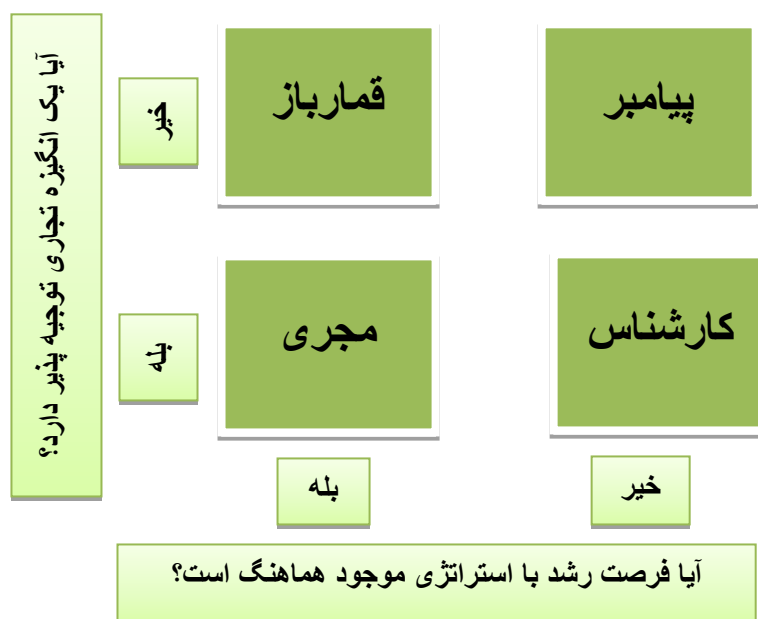 آیا یک انگیزه تجاری توجیه پذیر دارد؟
خیر
قمارباز
پیامبر
بله
مجری
کارشناس
بله
خیر
آیا فرصت رشد با استراتژی موجود هماهنگ است؟